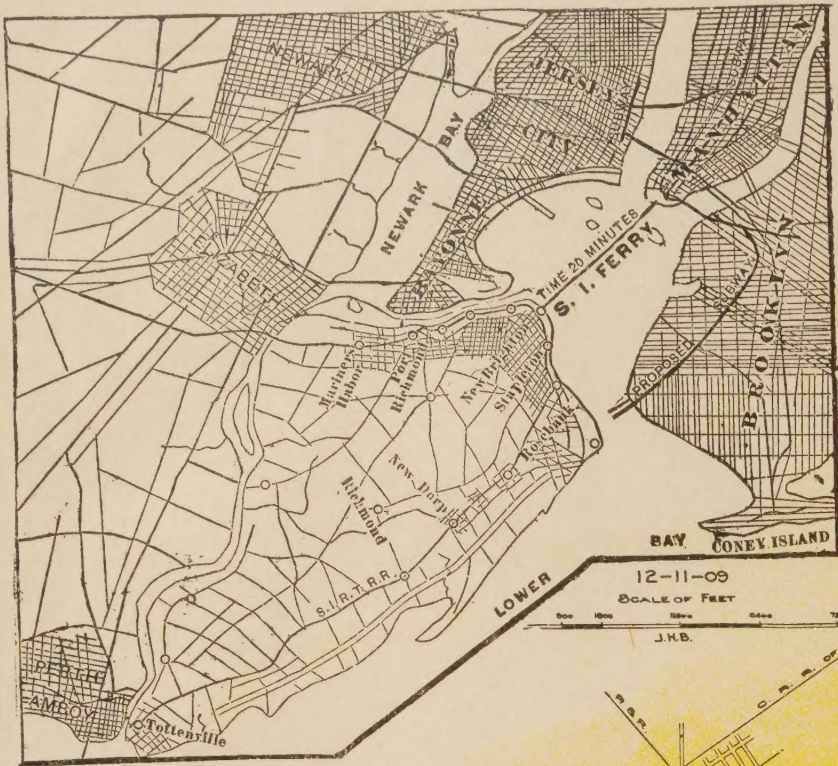 NEWARK
JERSEY
CITY
MANHATTAN
SUBWAY
NEWARK BAY
BAYONNE
ELIZABETH
TIME 20 MINUTES
S. I. FERRY
BROOKLYN
SUBWAY
PROPOSED
Mariners
Habor
Port
Richmond
New Brighton
Stapleton
Rosebank
New Dorp
Richmond
S.I.R.T.R.R.
LOWER BAY
CONEY ISLAND
PERTH
AMBOY
Tottenville
12-11-09
SCALE OF FEET
J.H.B.
R & R.
C. R. R. OF